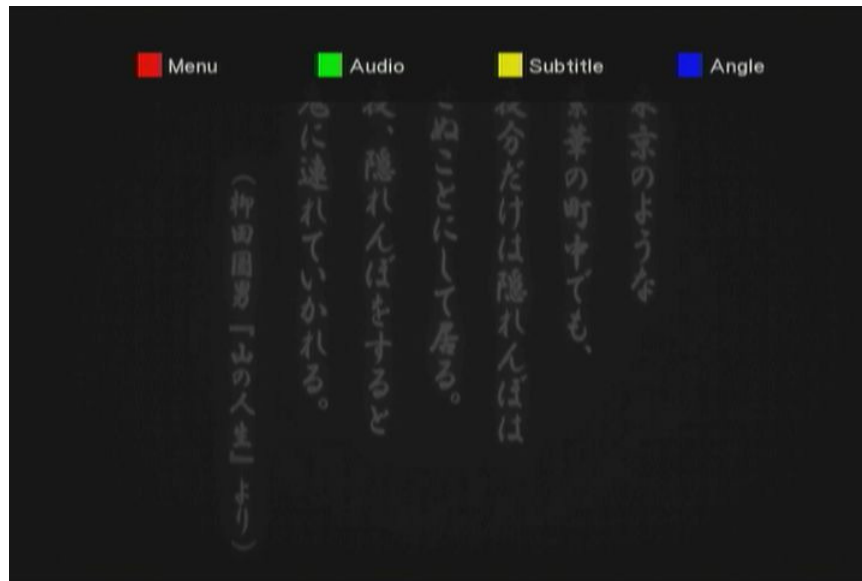 Menu
Audio
Subtitle
Angle
東京のような
繁華の町中でも、
夜分だけは隠れんぼは
せぬことにして居る。
夜、隠れんぼをすると
鬼に連れていかれる。
(柳田國男『山の人生』より)